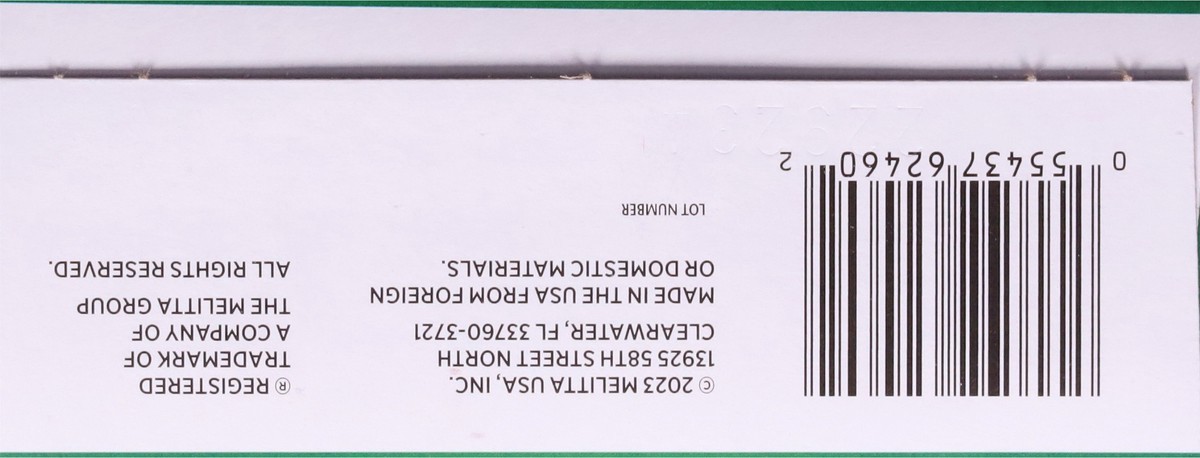 0 55437 62460 2
© 2023 MELITTA USA, INC.
13925 58TH STREET NORTH
CLEARWATER, FL 33760-3721
MADE IN THE USA FROM FOREIGN
OR DOMESTIC MATERIALS.
LOT NUMBER
® REGISTERED
TRADEMARK OF
A COMPANY OF
THE MELITTA GROUP
ALL RIGHTS RESERVED.